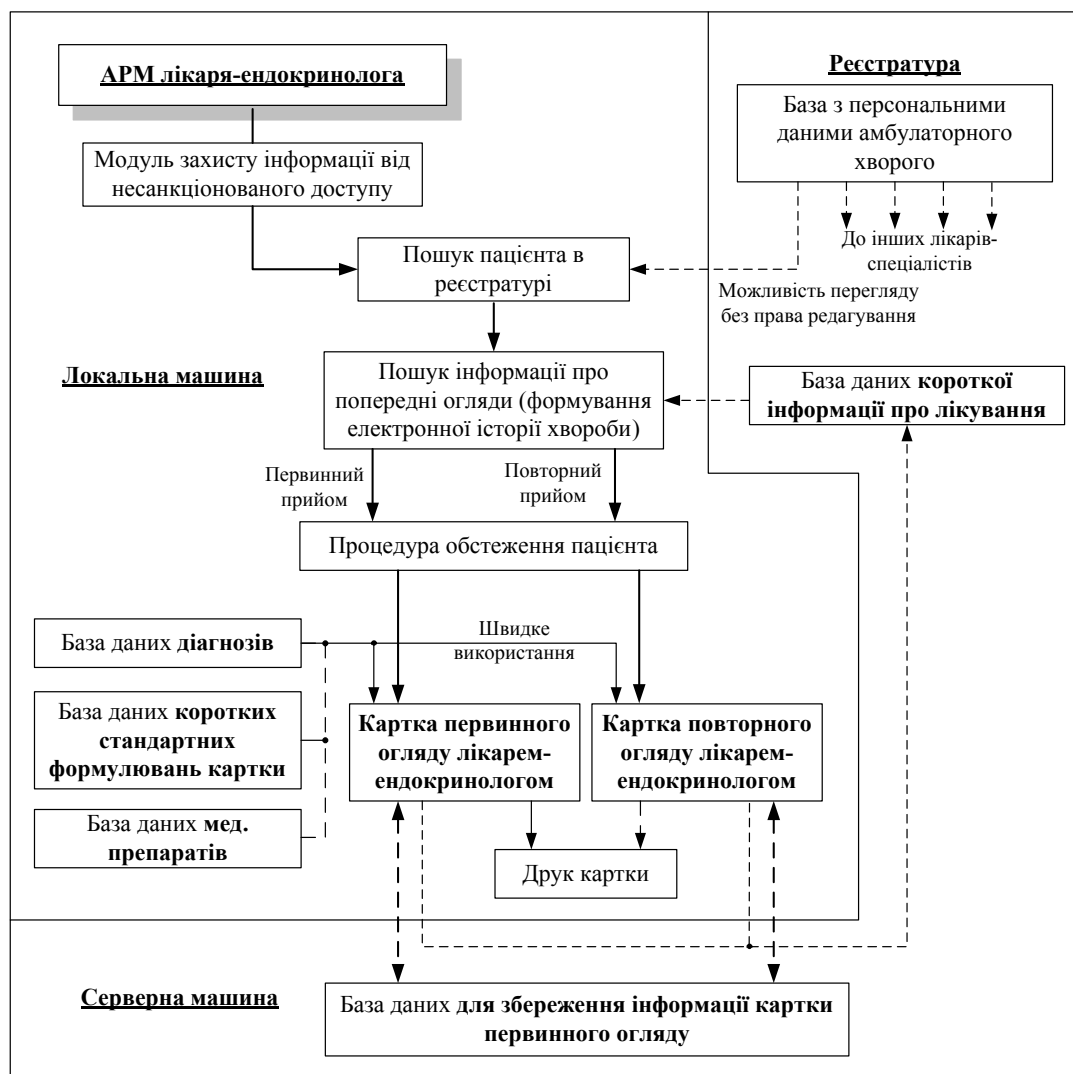 АРМ лікаря-ендокринолога
Модуль захисту інформації від
несанкціонованого доступу
Реєстратура
База з персональними
даними амбулаторного
хворого
До інших лікарів-
спеціалістів
Пошук пацієнта в
реєстратурі
Можливість перегляду
без права редагування
Локальна машина
Пошук інформації про
попередні огляди (формування
електронної історії хвороби)
База даних короткої
інформації про лікування
Первинний
прийом
Повторний
прийом
Процедура обстеження пацієнта
База даних діагнозів
Швидке
використання
База даних коротких
стандартних
формулювань картки
Картка первинного
огляду лікарем-
ендокринологом
Картка повторного
огляду лікарем-
ендокринологом
База даних мед.
препаратів
Друк картки
Серверна машина
База даних для збереження інформації картки
первинного огляду